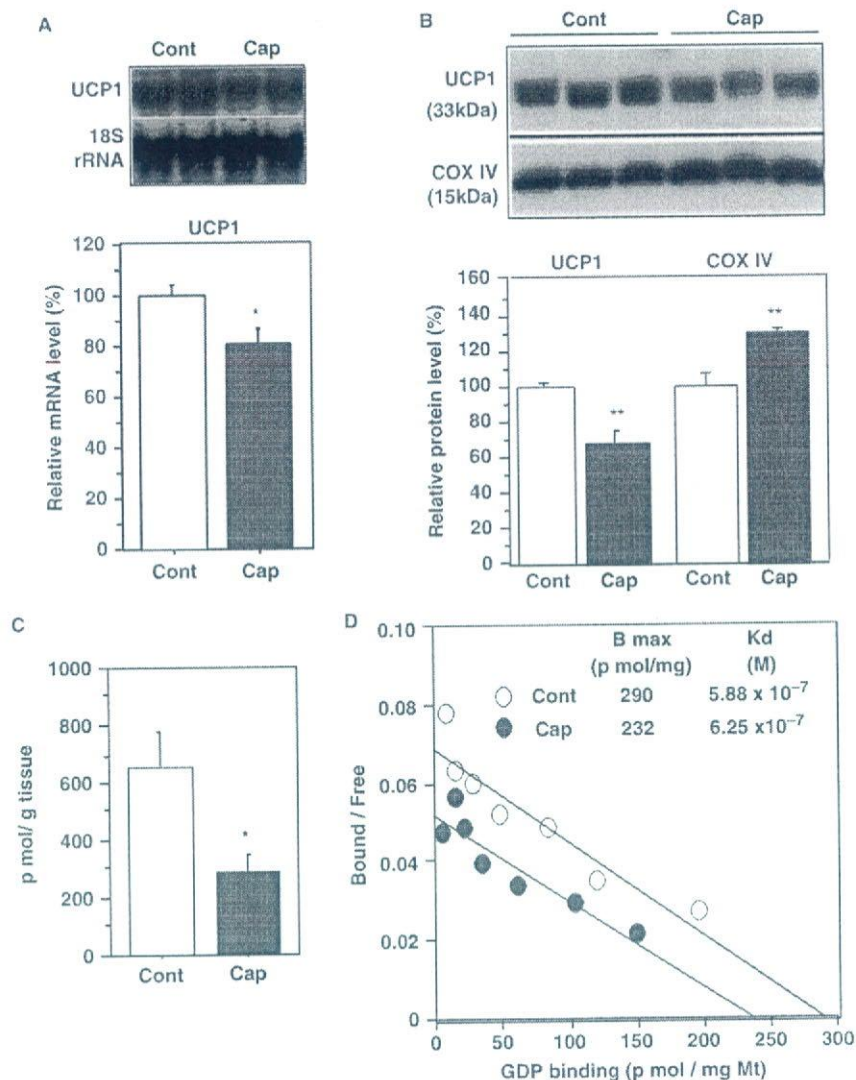 A
Cont Cap
UCP1
18S
rRNA
UCP1
Relative mRNA level (%)
120
100
80
60
40
20
0
*
Cont Cap
B
Cont Cap
UCP1
(33kDa)
COX IV
(15kDa)
UCP1 COX IV
Relative protein level (%)
160
140
120
100
80
60
40
20
0
**
**
Cont Cap Cont Cap
C
p mol/ g tissue
1000
800
600
400
200
0
*
Cont Cap
D
Bound / Free
0.10
0.08
0.06
0.04
0.02
0
B max Kd
(p mol/mg) (M)
Cont 290 5.88 x 10⁻⁷
Cap 232 6.25 x10⁻⁷
0 50 100 150 200 250 300
GDP binding (p mol / mg Mt)